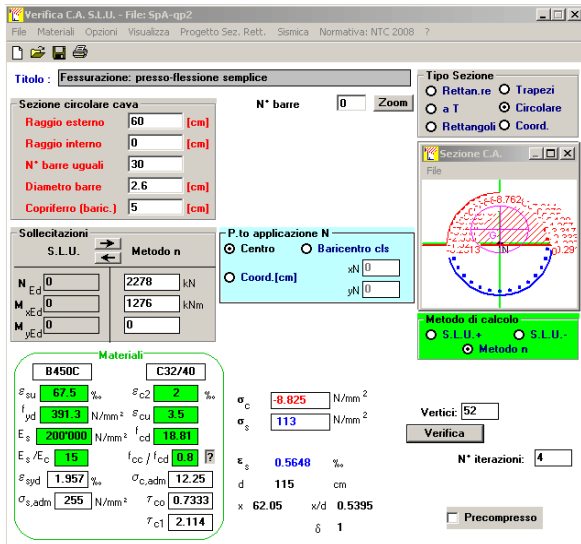 Verifica C.A. S.L.U. - File: SpA-qp2
File Materiali Opzioni Visualizza Progetto Sez. Rett. Sismica Normativa: NTC 2008 ?
Titolo : Fessurazione: presso-flessione semplice
Tipo Sezione
Rettan.re Trapezi
a T Circolare
Rettangoli Coord.
Sezione circolare cava
Raggio esterno 60 [cm]
Raggio interno 0 [cm]
N° barre uguali 30
Diametro barre 2.6 [cm]
Copriferro (baric.) 5 [cm]
N° barre 0 Zoom
Sezione C.A.
File
-8.762
N
Sollecitazioni
S.L.U. Metodo n
N Ed 0 2278 kN
M xEd 0 1276 kNm
M yEd 0 0
P.to applicazione N
Centro Baricentro cls
Coord.[cm] xN 0
yN 0
Metodo di calcolo
S.L.U.+ S.L.U.-
Metodo n
Materiali
B450C C32/40
εsu 67.5 ‰ εc2 2 ‰
fyd 391.3 N/mm² εcu 3.5
Es 200'000 N/mm² fcd 18.81
Es/Ec 15 fcc / fcd 0.8 ?
εsyd 1.957 ‰ σc,adm 12.25
σs,adm 255 N/mm² τco 0.7333
τc1 2.114
σc -8.825 N/mm²
σs 113 N/mm²
εs 0.5648 ‰
d 115 cm
x 62.05 x/d 0.5395
δ 1
Vertici: 52
Verifica
N° iterazioni: 4
Precompresso